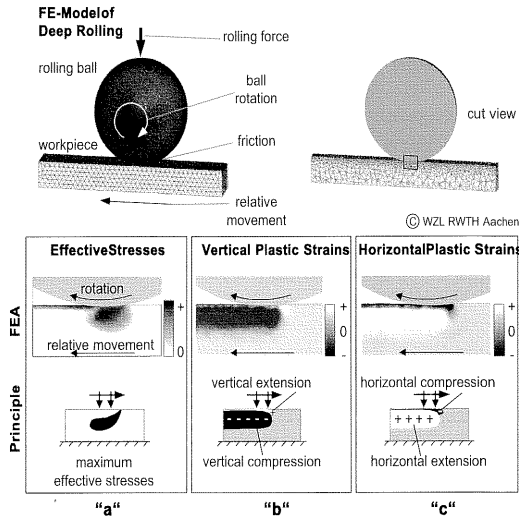 FE-Modelof
Deep Rolling
rolling force
rolling ball
ball
rotation
cut view
workpiece
friction
relative
movement
© WZL RWTH Aachen
EffectiveStresses
Vertical Plastic Strains
HorizontalPlastic Strains
FEA
rotation
relative movement
+
0
+
0
-
+
0
-
Principle
maximum
effective stresses
vertical extension
- - - -
vertical compression
horizontal compression
+ + + +
horizontal extension
"a"
"b"
"c"